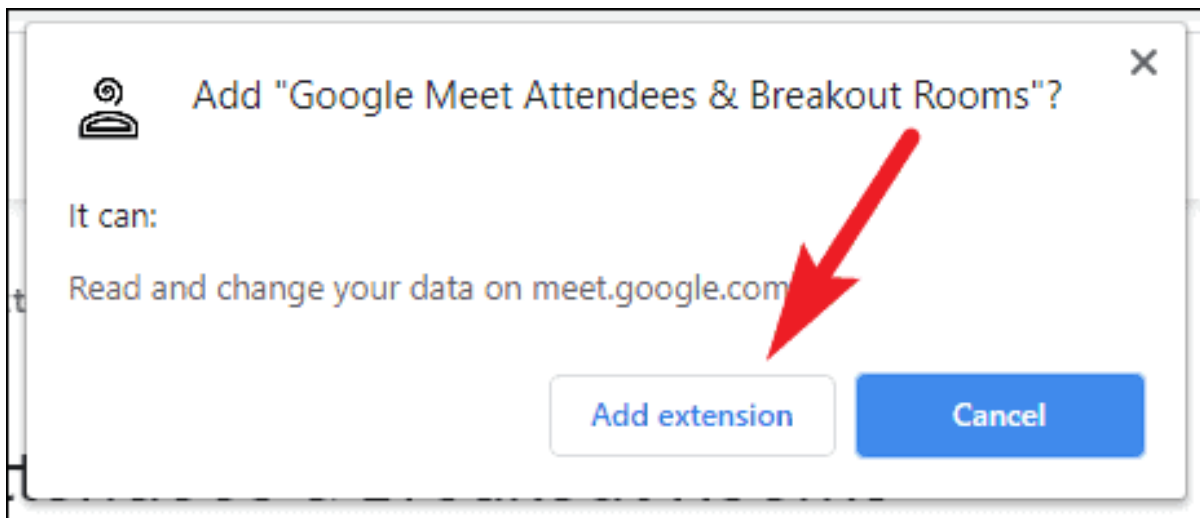 Add "Google Meet Attendees & Breakout Rooms"?
It can:
Read and change your data on meet.google.com
Add extension
Cancel